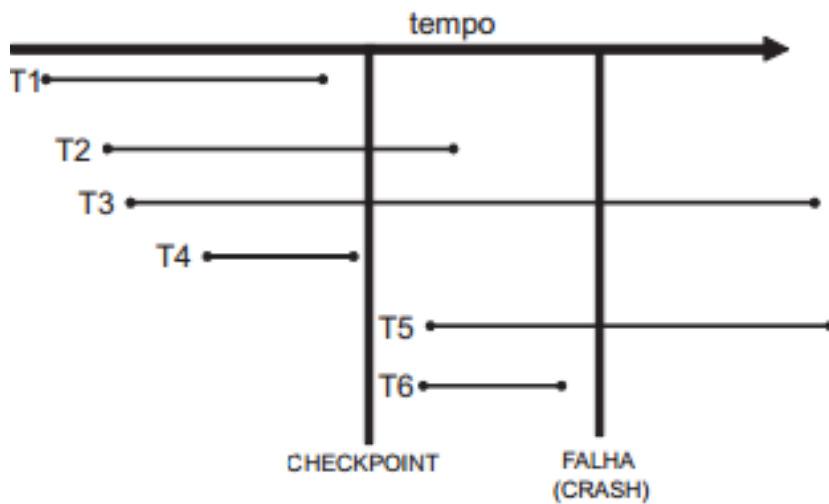 tempo
T1
T2
T3
T4
T5
T6
CHECKPOINT
FALHA
(CRASH)